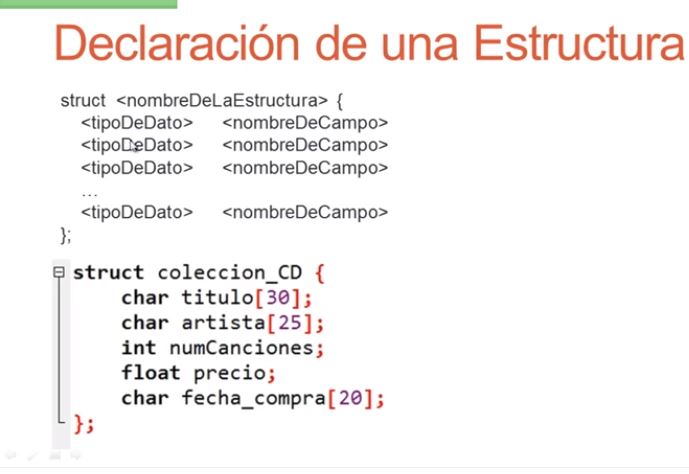 Declaración de una Estructura
struct <nombreDeLaEstructura> {
<tipoDeDato> <nombreDeCampo>
<tipoDeDato> <nombreDeCampo>
<tipoDeDato> <nombreDeCampo>
...
<tipoDeDato> <nombreDeCampo>
};
struct coleccion_CD {
char titulo[30];
char artista[25];
int numCanciones;
float precio;
char fecha_compra[20];
};